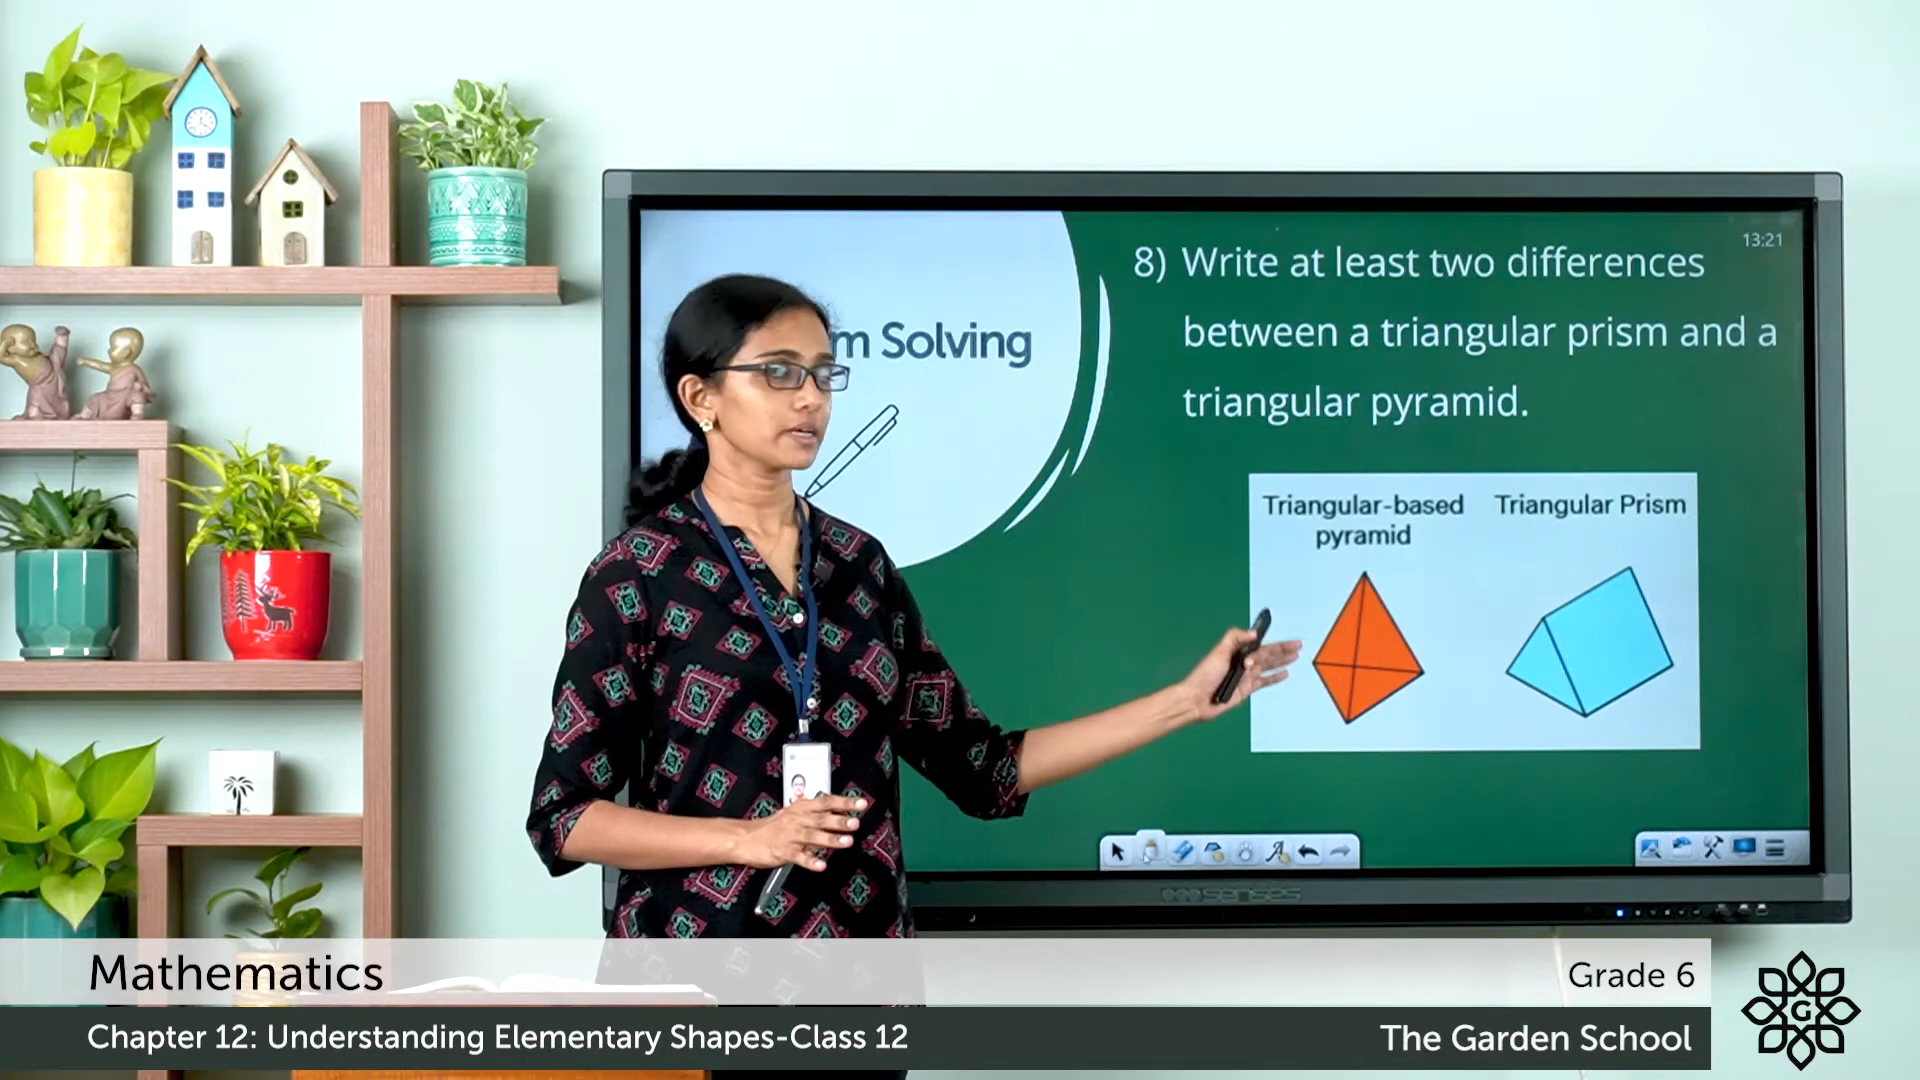 13:21
m Solving
8) Write at least two differences
between a triangular prism and a
triangular pyramid.
Triangular-based
pyramid
Triangular Prism
senses
Mathematics
Grade 6
Chapter 12: Understanding Elementary Shapes-Class 12
The Garden School
G